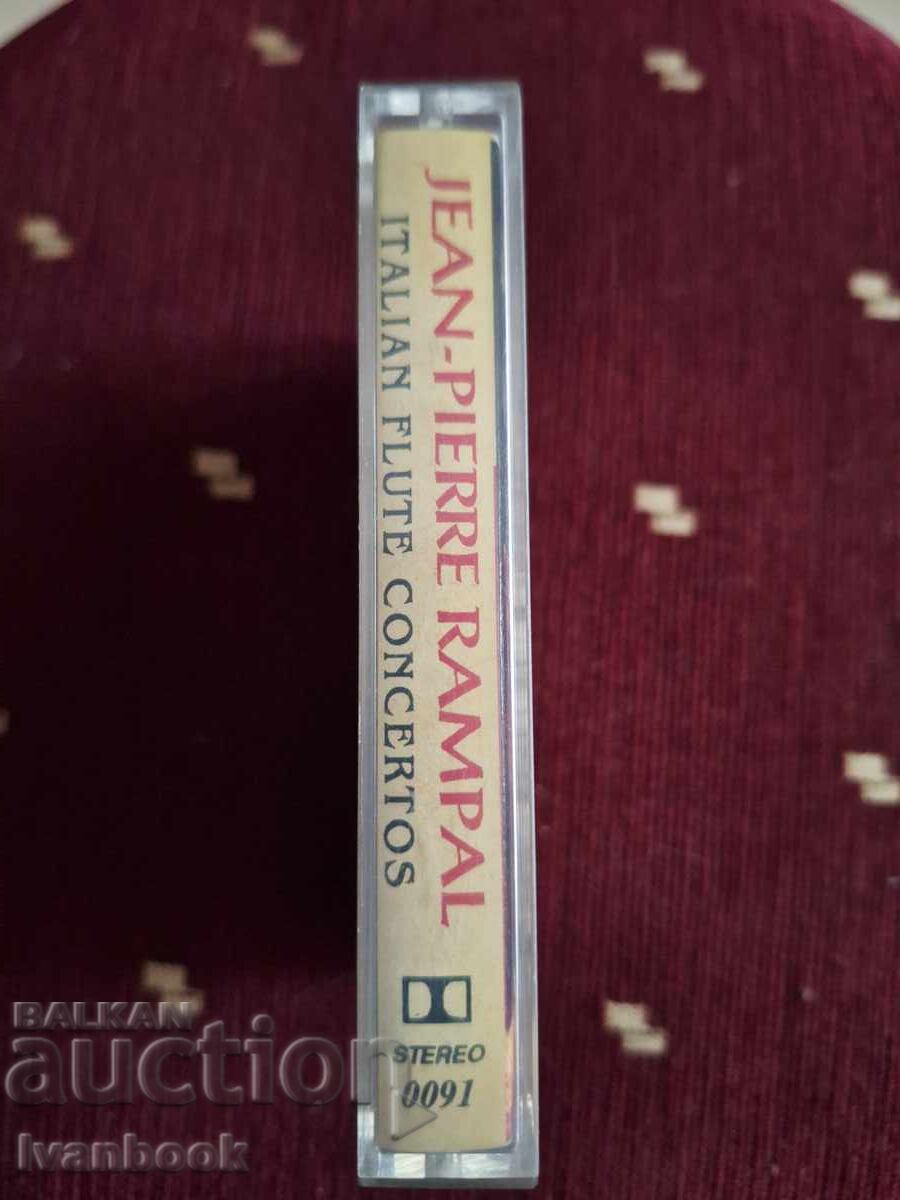 JEAN-PIERRE RAMPAL
ITALIAN FLUTE CONCERTOS
STEREO
0091
BALKAN
auction
Ivanbook